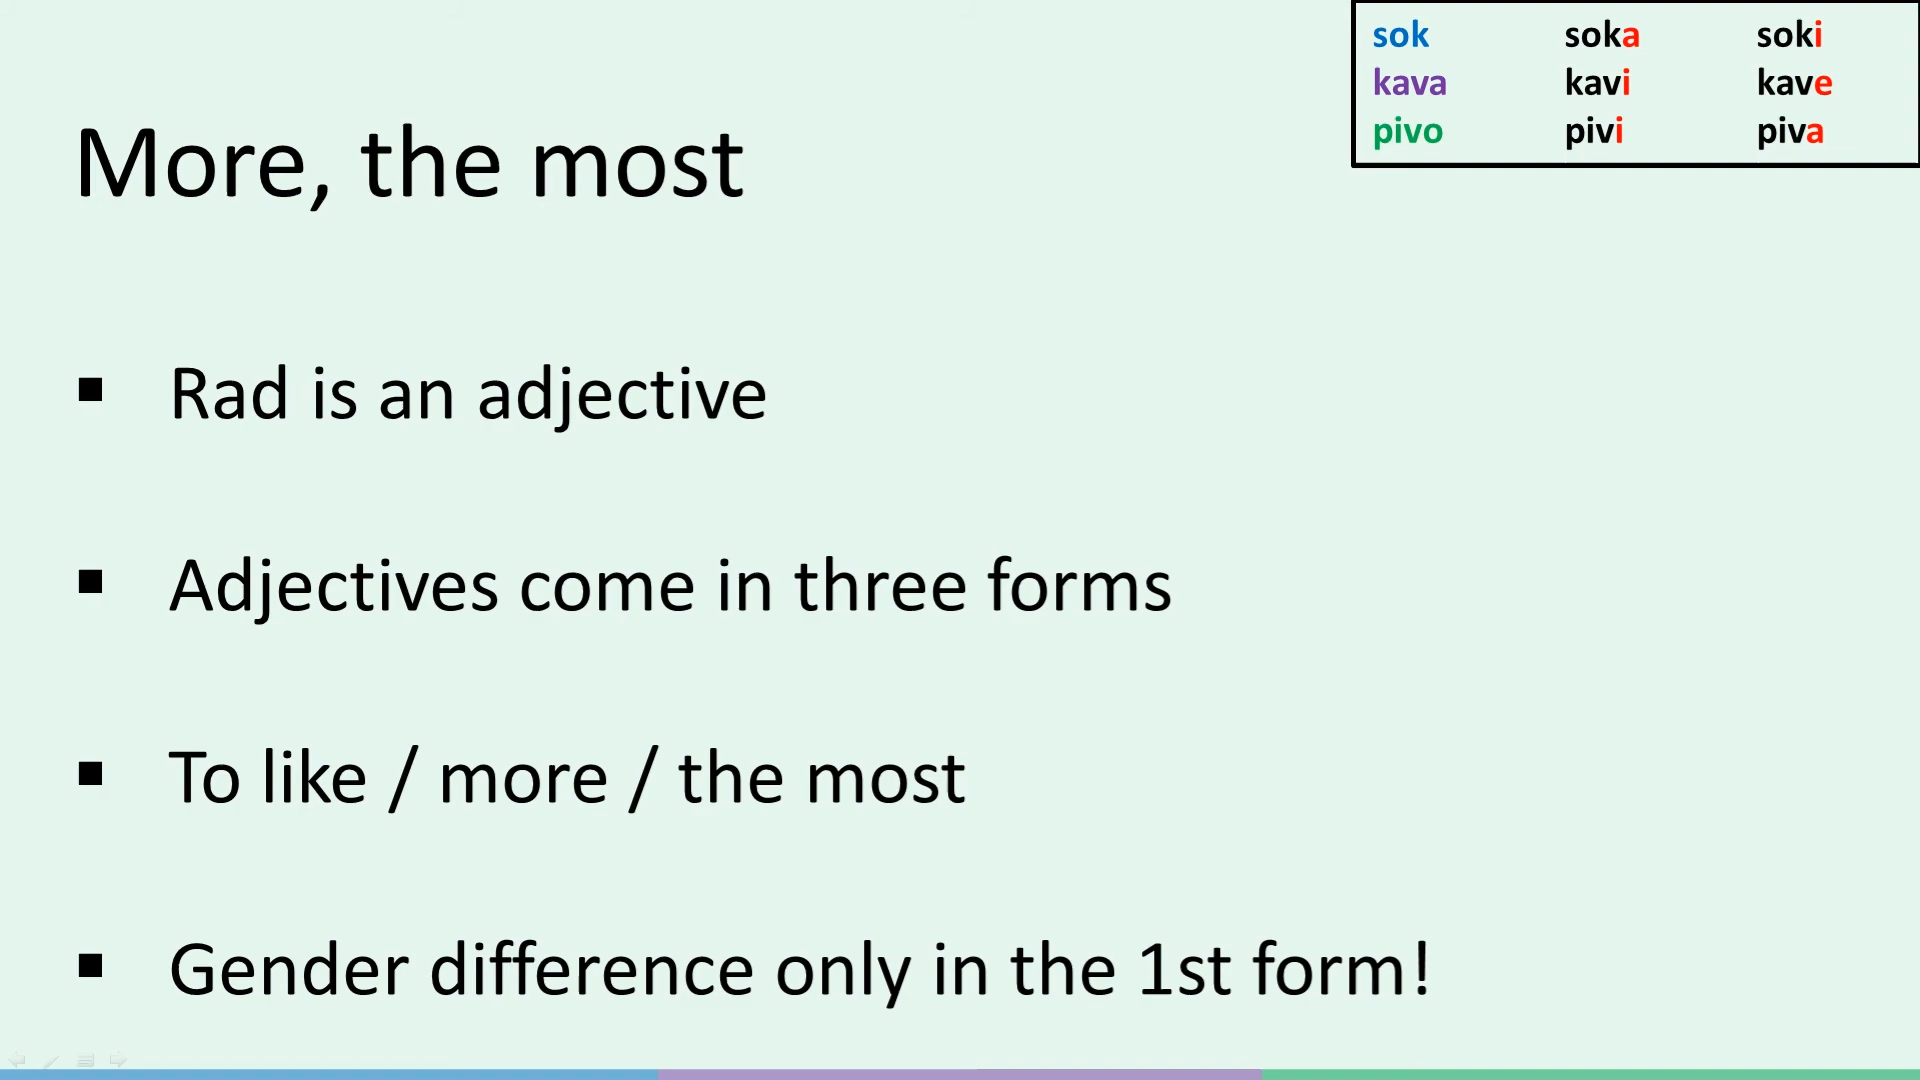 sok soka soki
kava kavi kave
pivo pivi piva
More, the most
▪ Rad is an adjective
▪ Adjectives come in three forms
▪ To like / more / the most
▪ Gender difference only in the 1st form!